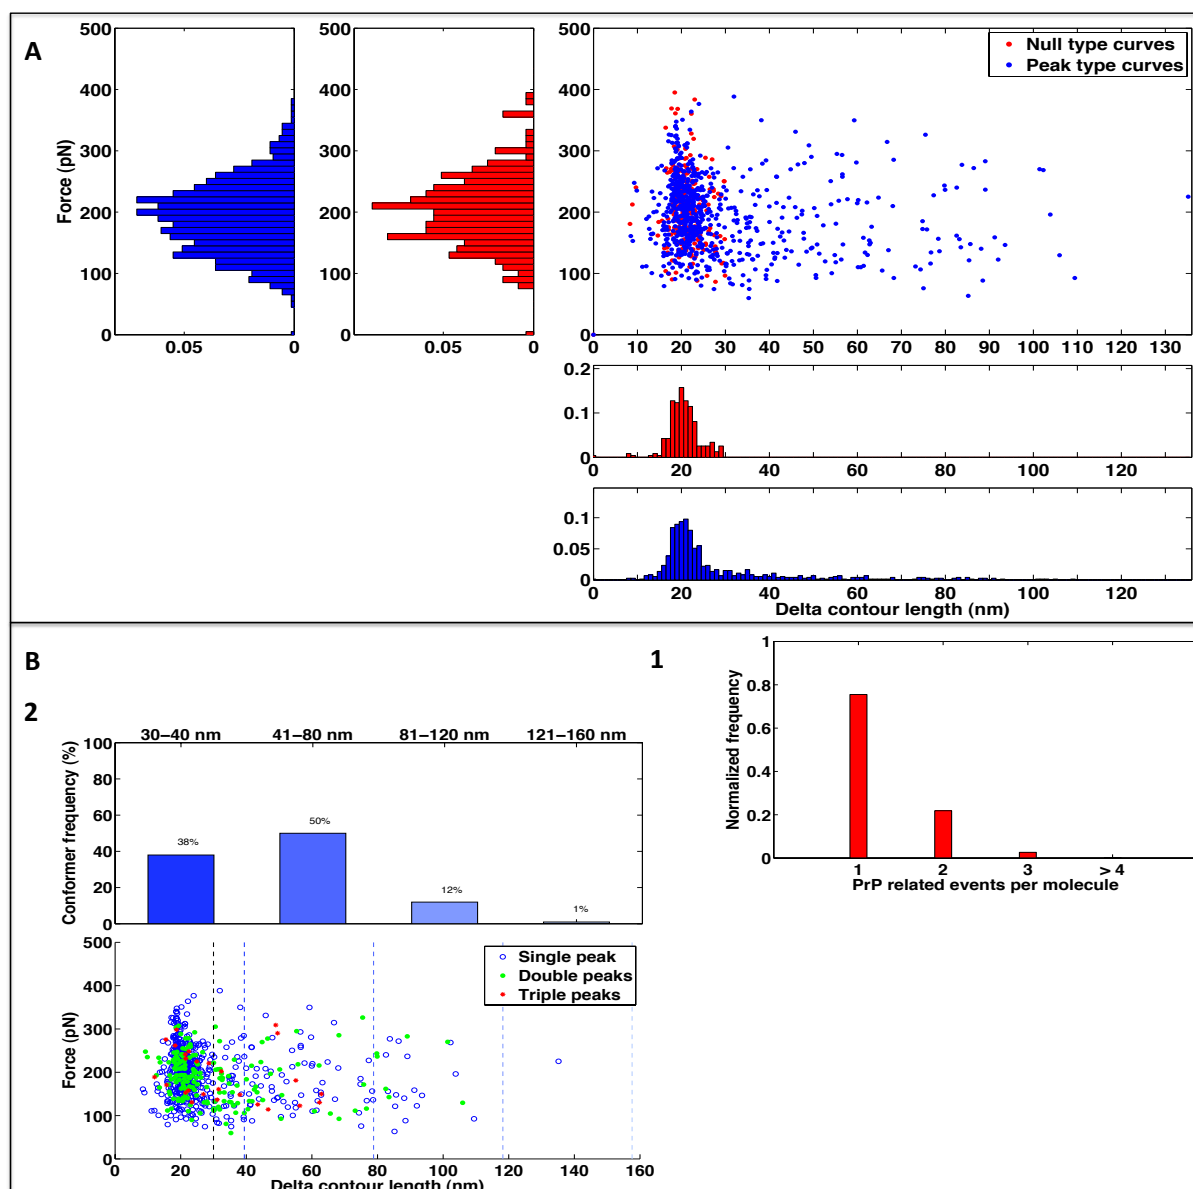 A
500
400
300
200
100
0
Force (pN)
0.05
0
500
400
300
200
100
0
0.05
0
500
400
300
200
100
0
Null type curves
Peak type curves
0 10 20 30 40 50 60 70 80 90 100 110 120 135
0.2
0.1
0
0 20 40 60 80 100 120
0.1
0.05
0
0 20 40 60 80 100 120
Delta contour length (nm)
B
1
1
0.8
0.6
0.4
0.2
0
Normalized frequency
1 2 3 > 4
PrP related events per molecule
2
30–40 nm 41–80 nm 81–120 nm 121–160 nm
100
80
60
40
20
0
Conformer frequency (%)
38%
50%
12%
1%
500
400
300
200
100
0
Force (pN)
Single peak
Double peaks
Triple peaks
0 20 40 60 80 100 120 140 160
Delta contour length (nm)